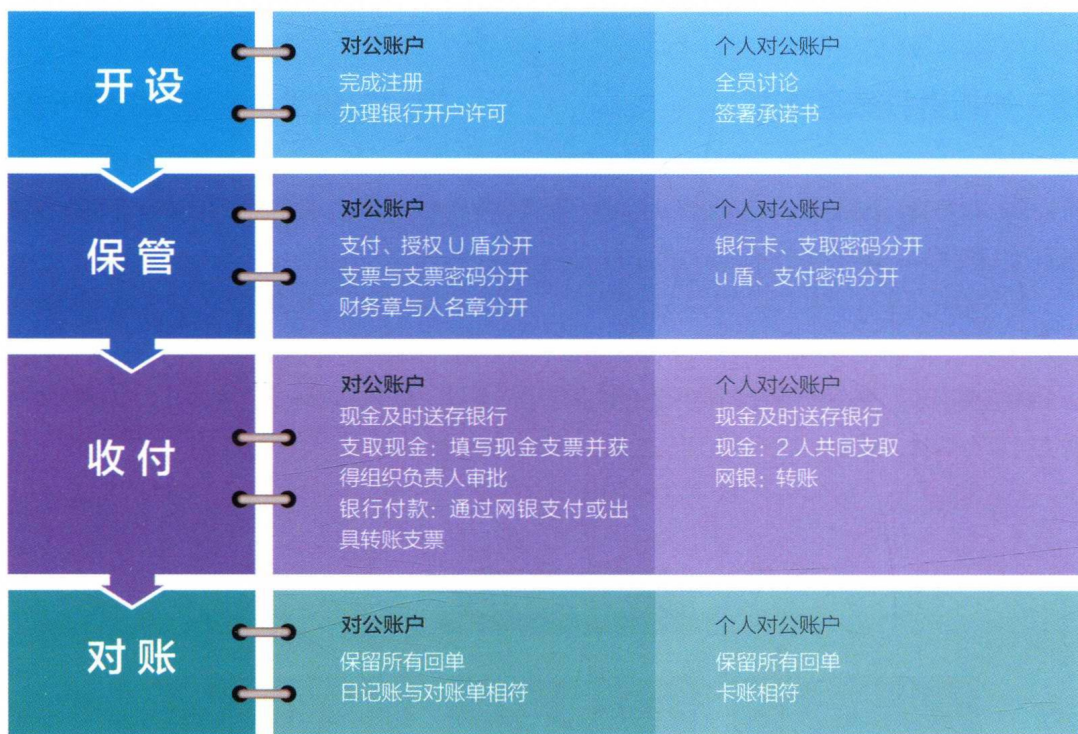 开设
对公账户
完成注册
办理银行开户许可
个人对公账户
全员讨论
签署承诺书
保管
对公账户
支付、授权 U 盾分开
支票与支票密码分开
财务章与人名章分开
个人对公账户
银行卡、支取密码分开
u 盾、支付密码分开
收付
对公账户
现金及时送存银行
支取现金：填写现金支票并获
得组织负责人审批
银行付款：通过网银支付或出
具转账支票
个人对公账户
现金及时送存银行
现金：2 人共同支取
网银：转账
对账
对公账户
保留所有回单
日记账与对账单相符
个人对公账户
保留所有回单
卡账相符